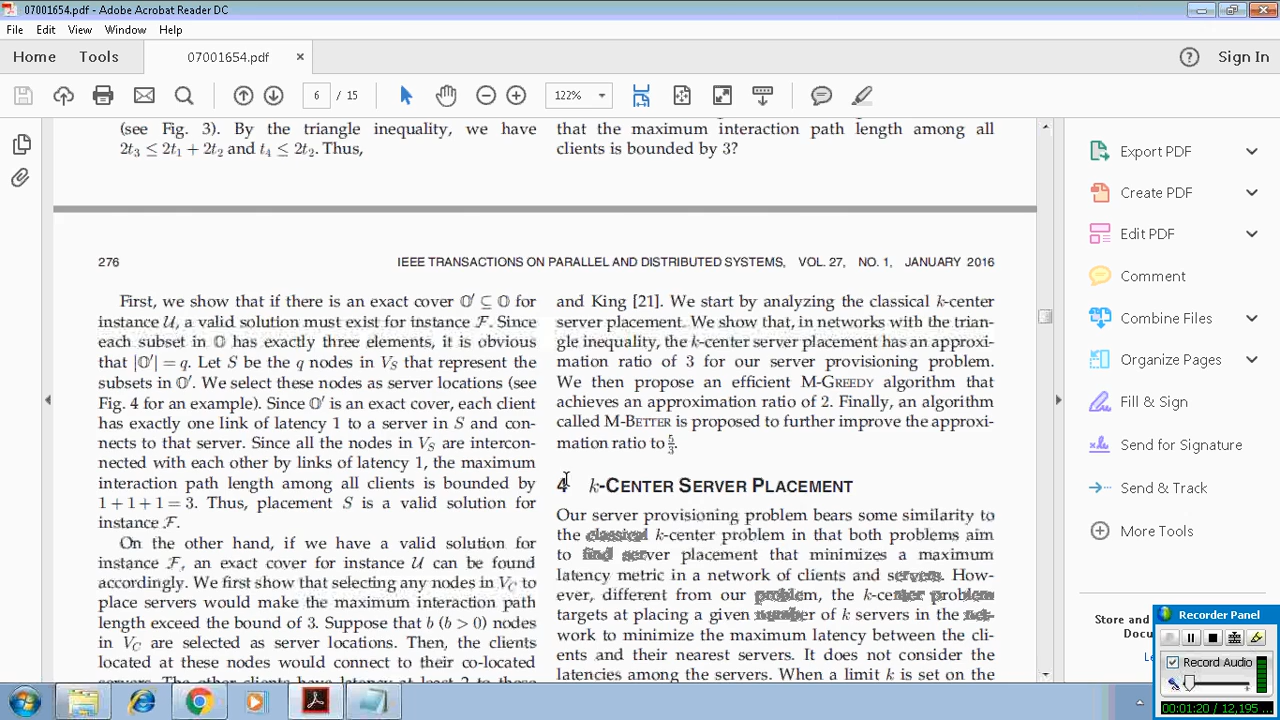 07001654.pdf - Adobe Acrobat Reader DC
File Edit View Window Help
Home Tools 07001654.pdf × Sign In
6 / 15 122%
(see Fig. 3). By the triangle inequality, we have
2t₃ ≤ 2t₁ + 2t₂ and t₄ ≤ 2t₂. Thus,
that the maximum interaction path length among all
clients is bounded by 3?
276 IEEE TRANSACTIONS ON PARALLEL AND DISTRIBUTED SYSTEMS, VOL. 27, NO. 1, JANUARY 2016
First, we show that if there is an exact cover 𝕆′ ⊆ 𝕆 for
instance 𝒰, a valid solution must exist for instance ℱ. Since
each subset in 𝕆 has exactly three elements, it is obvious
that |𝕆′| = q. Let S be the q nodes in V_S that represent the
subsets in 𝕆′. We select these nodes as server locations (see
Fig. 4 for an example). Since 𝕆′ is an exact cover, each client
has exactly one link of latency 1 to a server in S and con-
nects to that server. Since all the nodes in V_S are intercon-
nected with each other by links of latency 1, the maximum
interaction path length among all clients is bounded by
1 + 1 + 1 = 3. Thus, placement S is a valid solution for
instance ℱ.
On the other hand, if we have a valid solution for
instance ℱ, an exact cover for instance 𝒰 can be found
accordingly. We first show that selecting any nodes in V_C to
place servers would make the maximum interaction path
length exceed the bound of 3. Suppose that b (b > 0) nodes
in V_C are selected as server locations. Then, the clients
located at these nodes would connect to their co-located
servers. The other clients have latency at least 2 to these
and King [21]. We start by analyzing the classical k-center
server placement. We show that, in networks with the trian-
gle inequality, the k-center server placement has an approxi-
mation ratio of 3 for our server provisioning problem.
We then propose an efficient M-GREEDY algorithm that
achieves an approximation ratio of 2. Finally, an algorithm
called M-BETTER is proposed to further improve the approxi-
mation ratio to 5/3.
4 k-CENTER SERVER PLACEMENT
Our server provisioning problem bears some similarity to
the classical k-center problem in that both problems aim
to find server placement that minimizes a maximum
latency metric in a network of clients and servers. How-
ever, different from our problem, the k-center problem
targets at placing a given number of k servers in the net-
work to minimize the maximum latency between the cli-
ents and their nearest servers. It does not consider the
latencies among the servers. When a limit k is set on the
Export PDF
Create PDF
Edit PDF
Comment
Combine Files
Organize Pages
Fill & Sign
Send for Signature
Send & Track
More Tools
Store and
Docu
Recorder Panel
Record Audio
00:01:20 / 12,195 ...